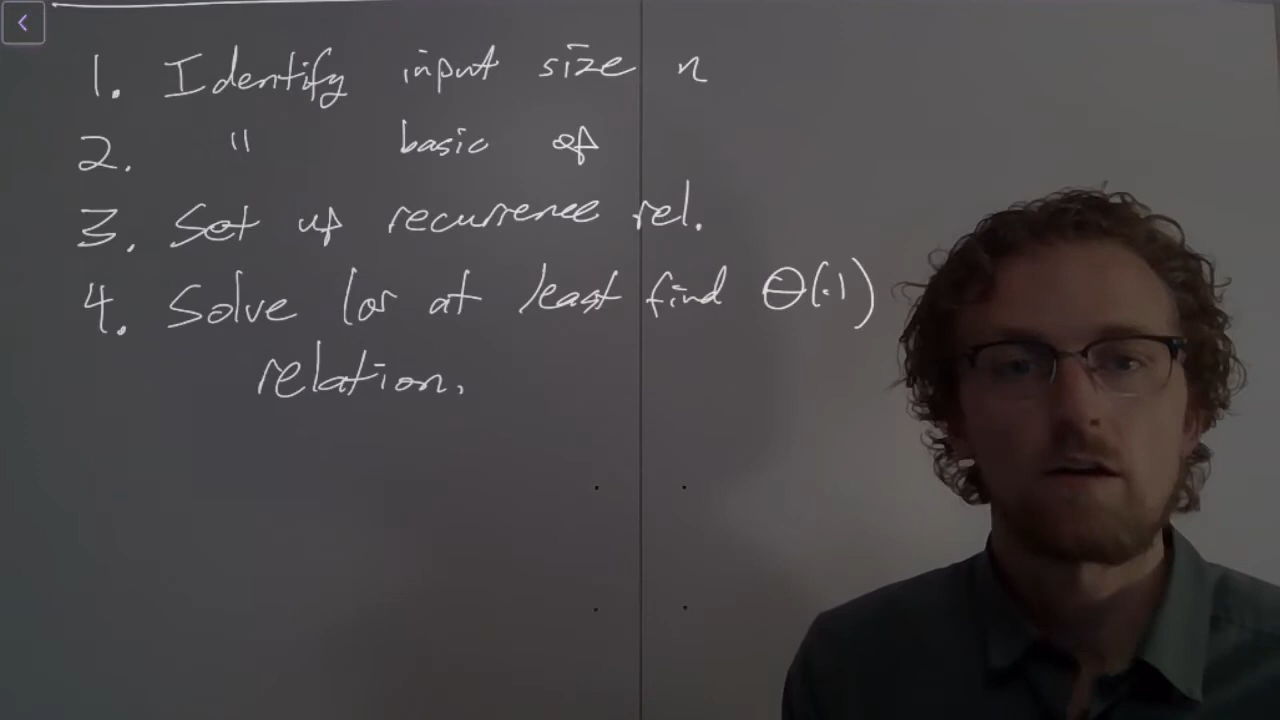 1. Identify input size n
2. " basic op
3. Set up recurrence rel.
4. Solve (or at least find Θ(·))
relation.